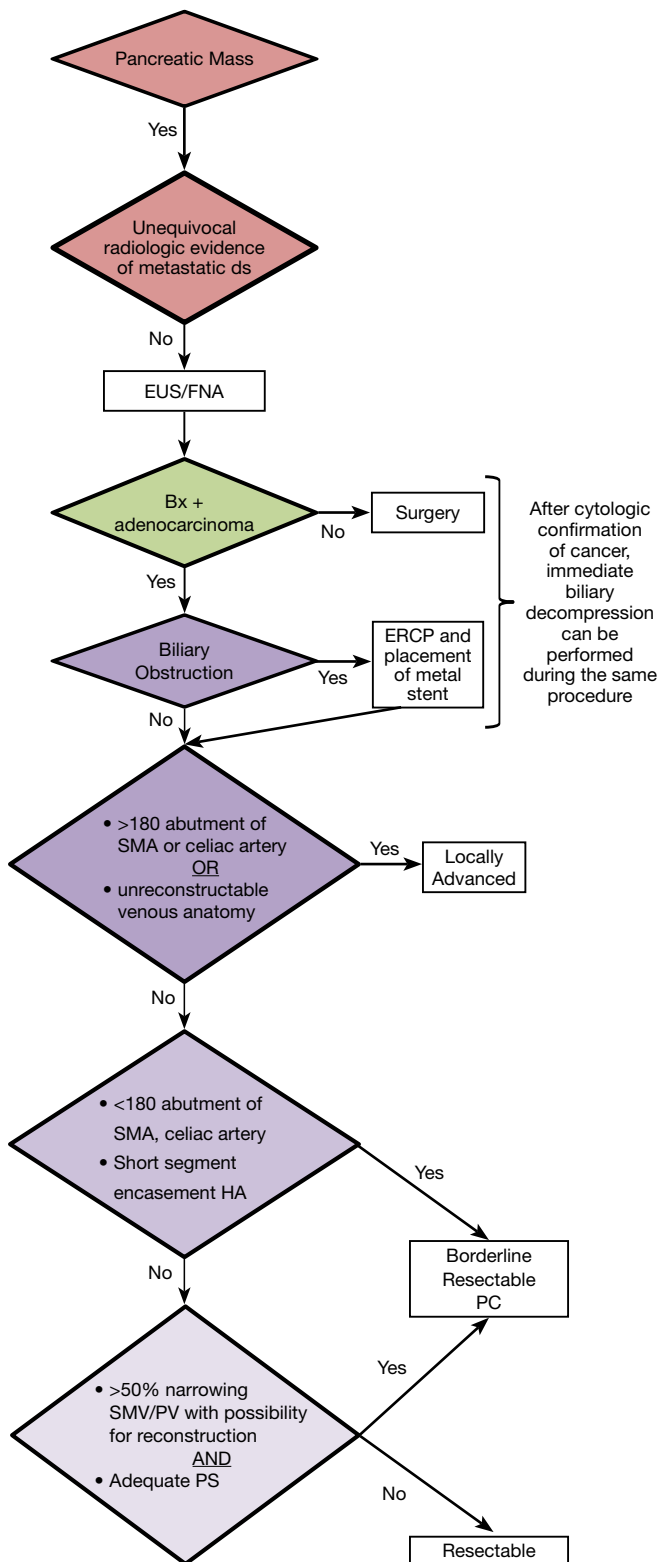 Pancreatic Mass
Yes
Unequivocal
radiologic evidence
of metastatic ds
No
EUS/FNA
Bx +
adenocarcinoma
No
Surgery
Yes
Biliary
Obstruction
Yes
ERCP and
placement
of metal
stent
After cytologic
confirmation
of cancer,
immediate
biliary
decompression
can be
performed
during the same
procedure
No
• >180 abutment of
SMA or celiac artery
OR
• unreconstructable
venous anatomy
Yes
Locally
Advanced
No
• <180 abutment of
SMA, celiac artery
• Short segment
encasement HA
Yes
Borderline
Resectable
PC
No
• >50% narrowing
SMV/PV with possibility
for reconstruction
AND
• Adequate PS
Yes
No
Resectable